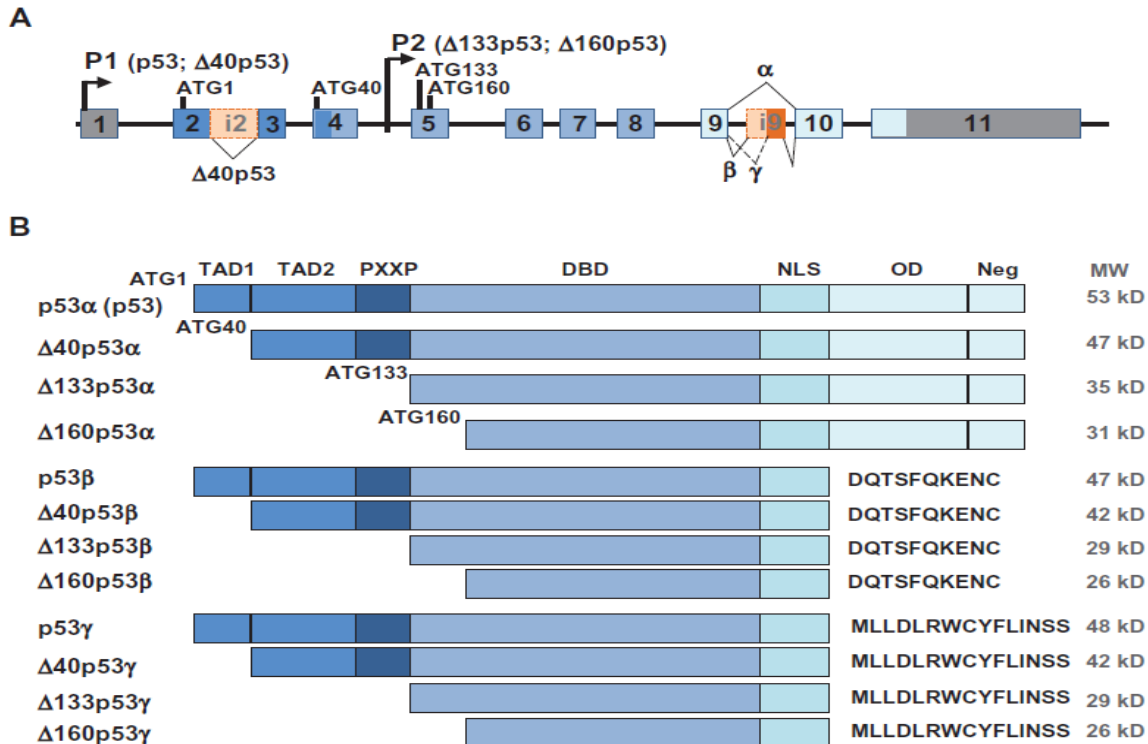 A
P1 (p53; Δ40p53)
P2 (Δ133p53; Δ160p53)
ATG1
ATG40
ATG133
ATG160
α
1 2 i2 3 4 5 6 7 8 9 i9 10 11
Δ40p53
β γ
B
ATG1 TAD1 TAD2 PXXP DBD NLS OD Neg MW
p53α (p53) 53 kD
ATG40
Δ40p53α 47 kD
ATG133
Δ133p53α 35 kD
ATG160
Δ160p53α 31 kD
p53β DQTSFQKENC 47 kD
Δ40p53β DQTSFQKENC 42 kD
Δ133p53β DQTSFQKENC 29 kD
Δ160p53β DQTSFQKENC 26 kD
p53γ MLLDLRWCYFLINSS 48 kD
Δ40p53γ MLLDLRWCYFLINSS 42 kD
Δ133p53γ MLLDLRWCYFLINSS 29 kD
Δ160p53γ MLLDLRWCYFLINSS 26 kD